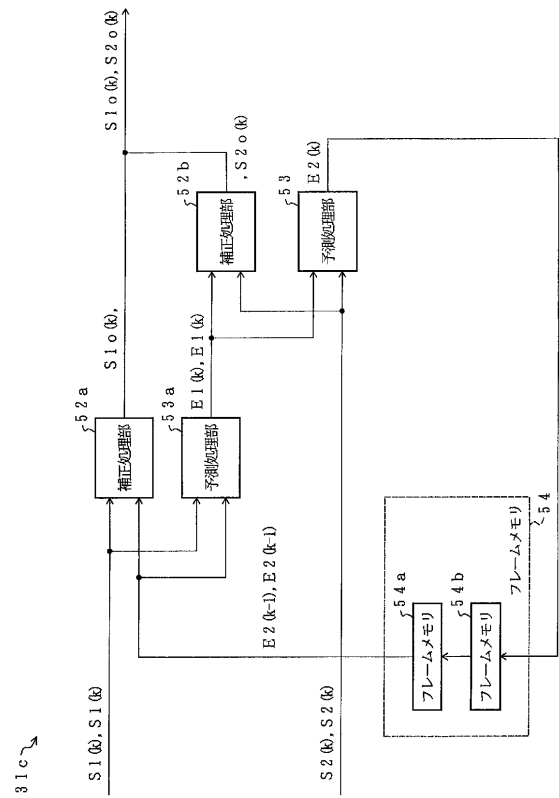 31c
S1(k),S1(k)
S2(k),S2(k)
52a
補正処理部
53a
予測処理部
S1o(k),
E1(k),E1(k)
52b
補正処理部
,S2o(k)
53
予測処理部
E2(k)
S1o(k),S2o(k)
E2(k-1),E2(k-1)
54a
フレームメモリ
54b
フレームメモリ
フレームメモリ
54